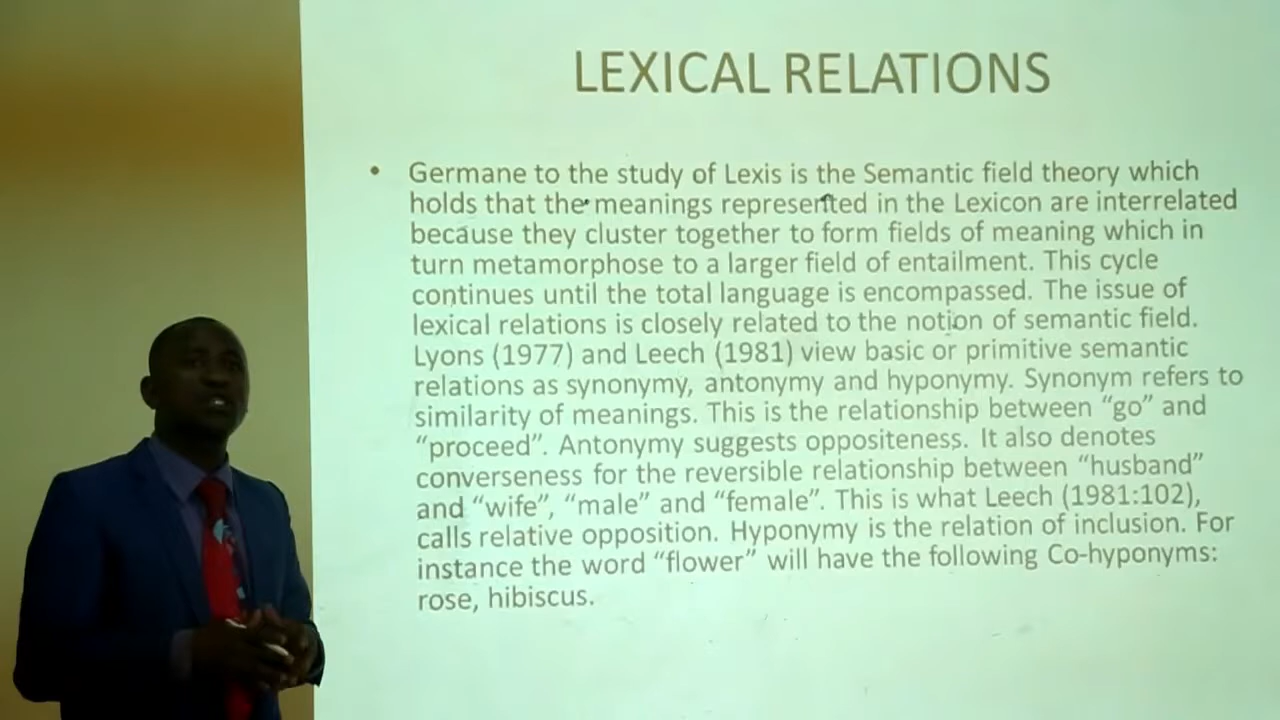 LEXICAL RELATIONS
• Germane to the study of Lexis is the Semantic field theory which
holds that the meanings represented in the Lexicon are interrelated
because they cluster together to form fields of meaning which in
turn metamorphose to a larger field of entailment. This cycle
continues until the total language is encompassed. The issue of
lexical relations is closely related to the notion of semantic field.
Lyons (1977) and Leech (1981) view basic or primitive semantic
relations as synonymy, antonymy and hyponymy. Synonym refers to
similarity of meanings. This is the relationship between “go” and
“proceed”. Antonymy suggests oppositeness. It also denotes
converseness for the reversible relationship between “husband”
and “wife”, “male” and “female”. This is what Leech (1981:102),
calls relative opposition. Hyponymy is the relation of inclusion. For
instance the word “flower” will have the following Co-hyponyms:
rose, hibiscus.